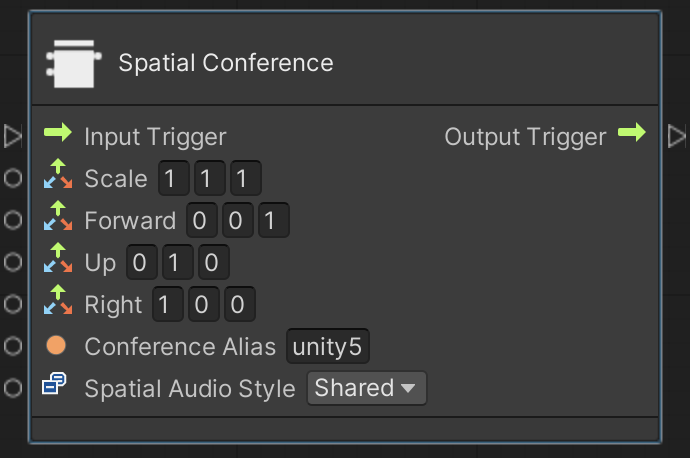 Spatial Conference
Input Trigger Output Trigger
Scale 1 1 1
Forward 0 0 1
Up 0 1 0
Right 1 0 0
Conference Alias unity5
Spatial Audio Style Shared